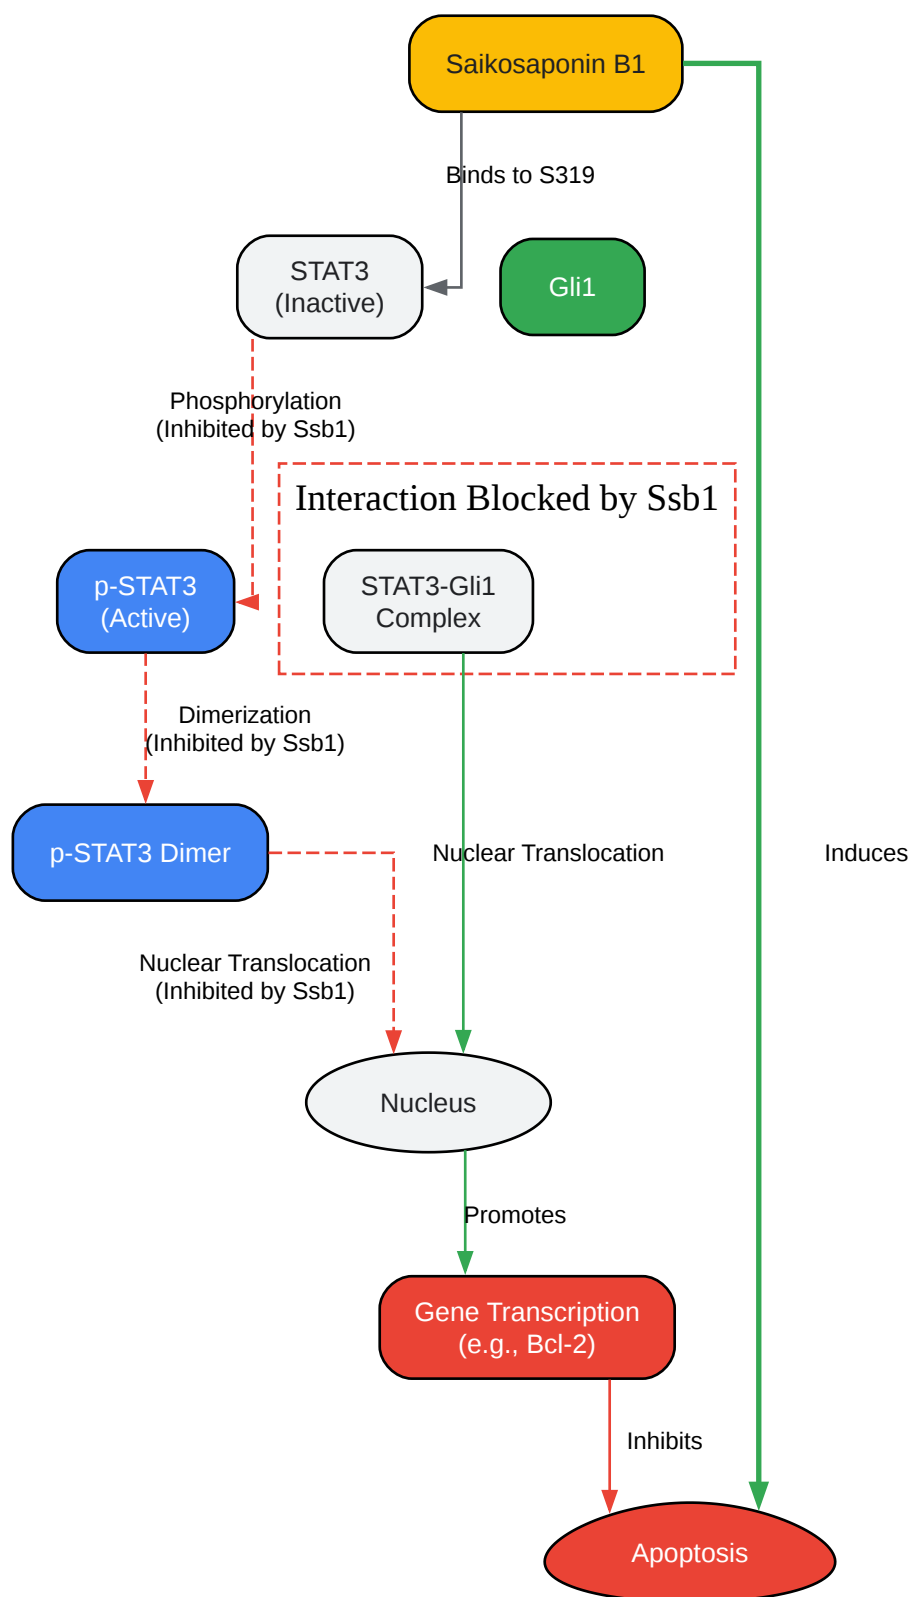 Saikosaponin B1
Binds to S319
STAT3
(Inactive)
Gli1
Phosphorylation
(Inhibited by Ssb1)
Interaction Blocked by Ssb1
p-STAT3
(Active)
STAT3-Gli1
Complex
Dimerization
(Inhibited by Ssb1)
p-STAT3 Dimer
Nuclear Translocation
Induces
Nuclear Translocation
(Inhibited by Ssb1)
Nucleus
Promotes
Gene Transcription
(e.g., Bcl-2)
Inhibits
Apoptosis